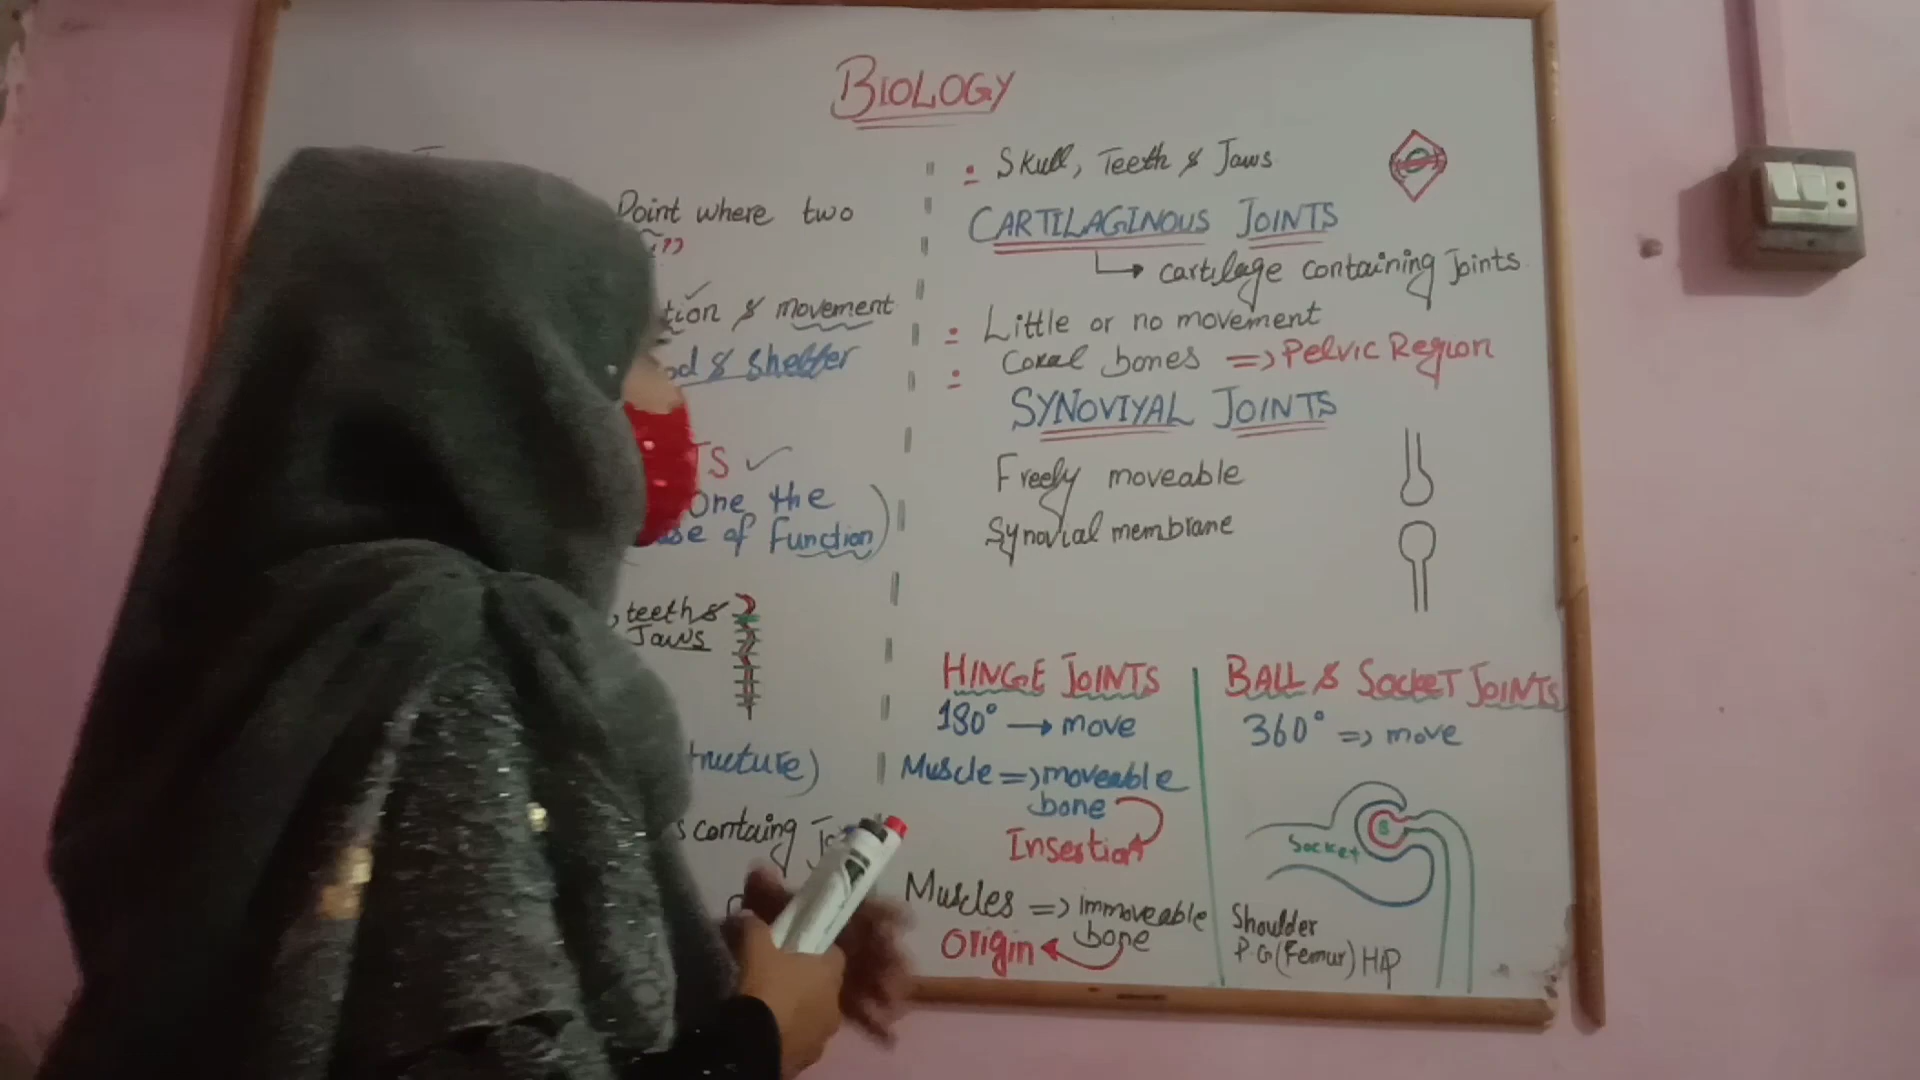 BIOLOGY
Point where two
tion & movement
od & shelter
TS
One the
se of Function)
, teeth &
Jaws
tructure)
s containg
: Skull, Teeth & Jaws
CARTILAGINOUS JOINTS
cartilage containing Joints
: Little or no movement
: Coxal bones => Pelvic Region
SYNOVIYAL JOINTS
Freely moveable
Synovial membrane
HINGE JOINTS
180° → move
Muscle => moveable
bone
Insertion
Muscles => immoveable
bone
Origin
BALL & SOCKET JOINTS
360° => move
Socket
Shoulder
P.G (Femur) HIP